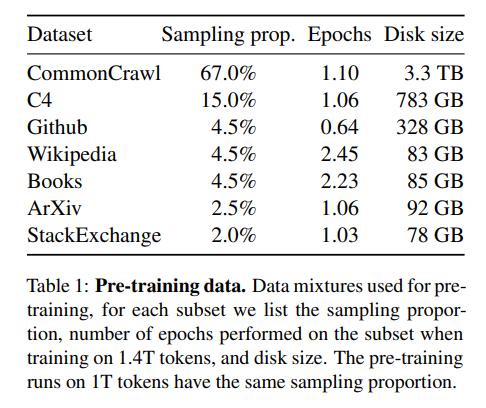 Dataset Sampling prop. Epochs Disk size
CommonCrawl 67.0% 1.10 3.3 TB
C4 15.0% 1.06 783 GB
Github 4.5% 0.64 328 GB
Wikipedia 4.5% 2.45 83 GB
Books 4.5% 2.23 85 GB
ArXiv 2.5% 1.06 92 GB
StackExchange 2.0% 1.03 78 GB
Table 1: Pre-training data. Data mixtures used for pre-
training, for each subset we list the sampling propor-
tion, number of epochs performed on the subset when
training on 1.4T tokens, and disk size. The pre-training
runs on 1T tokens have the same sampling proportion.